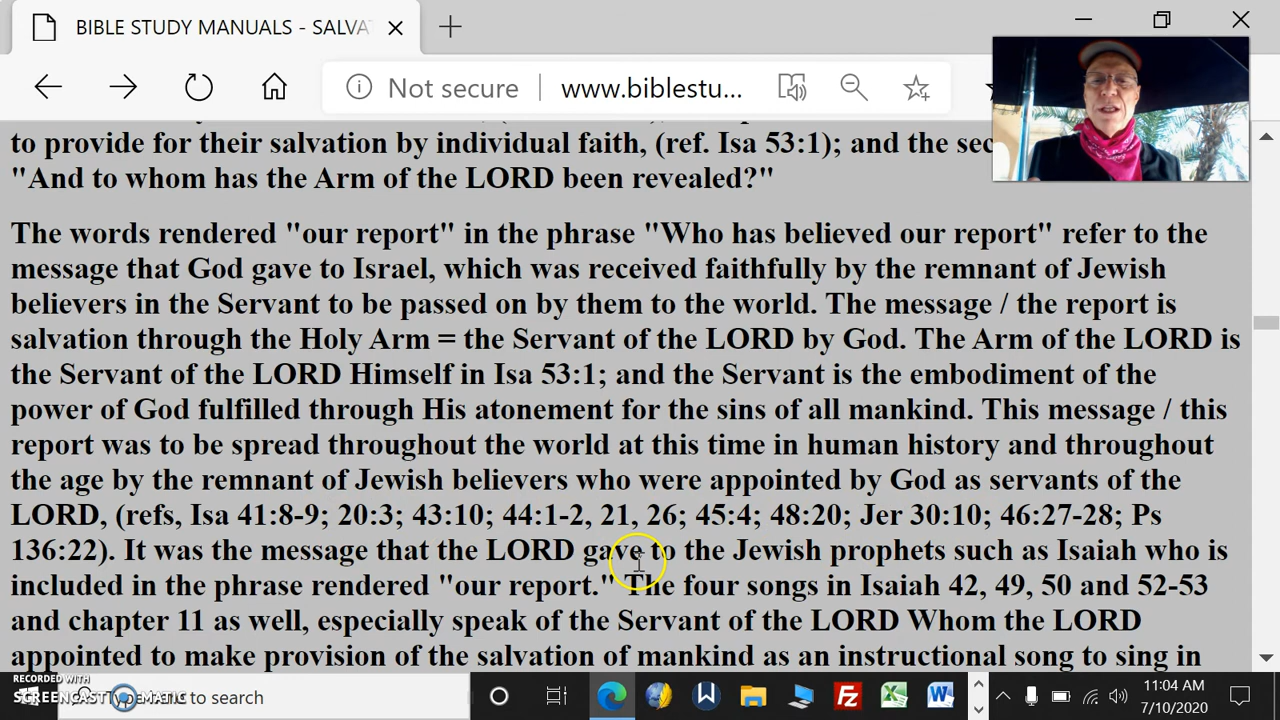 BIBLE STUDY MANUALS - SALVA
Not secure
www.biblestu...
to provide for their salvation by individual faith, (ref. Isa 53:1); and the sec
"And to whom has the Arm of the LORD been revealed?"
The words rendered "our report" in the phrase "Who has believed our report" refer to the
message that God gave to Israel, which was received faithfully by the remnant of Jewish
believers in the Servant to be passed on by them to the world. The message / the report is
salvation through the Holy Arm = the Servant of the LORD by God. The Arm of the LORD is
the Servant of the LORD Himself in Isa 53:1; and the Servant is the embodiment of the
power of God fulfilled through His atonement for the sins of all mankind. This message / this
report was to be spread throughout the world at this time in human history and throughout
the age by the remnant of Jewish believers who were appointed by God as servants of the
LORD, (refs, Isa 41:8-9; 20:3; 43:10; 44:1-2, 21, 26; 45:4; 48:20; Jer 30:10; 46:27-28; Ps
136:22). It was the message that the LORD gave to the Jewish prophets such as Isaiah who is
included in the phrase rendered "our report." The four songs in Isaiah 42, 49, 50 and 52-53
and chapter 11 as well, especially speak of the Servant of the LORD Whom the LORD
appointed to make provision of the salvation of mankind as an instructional song to sing in
RECORDED WITH
SCREENCAST MATIC
Type here to search
11:04 AM
7/10/2020